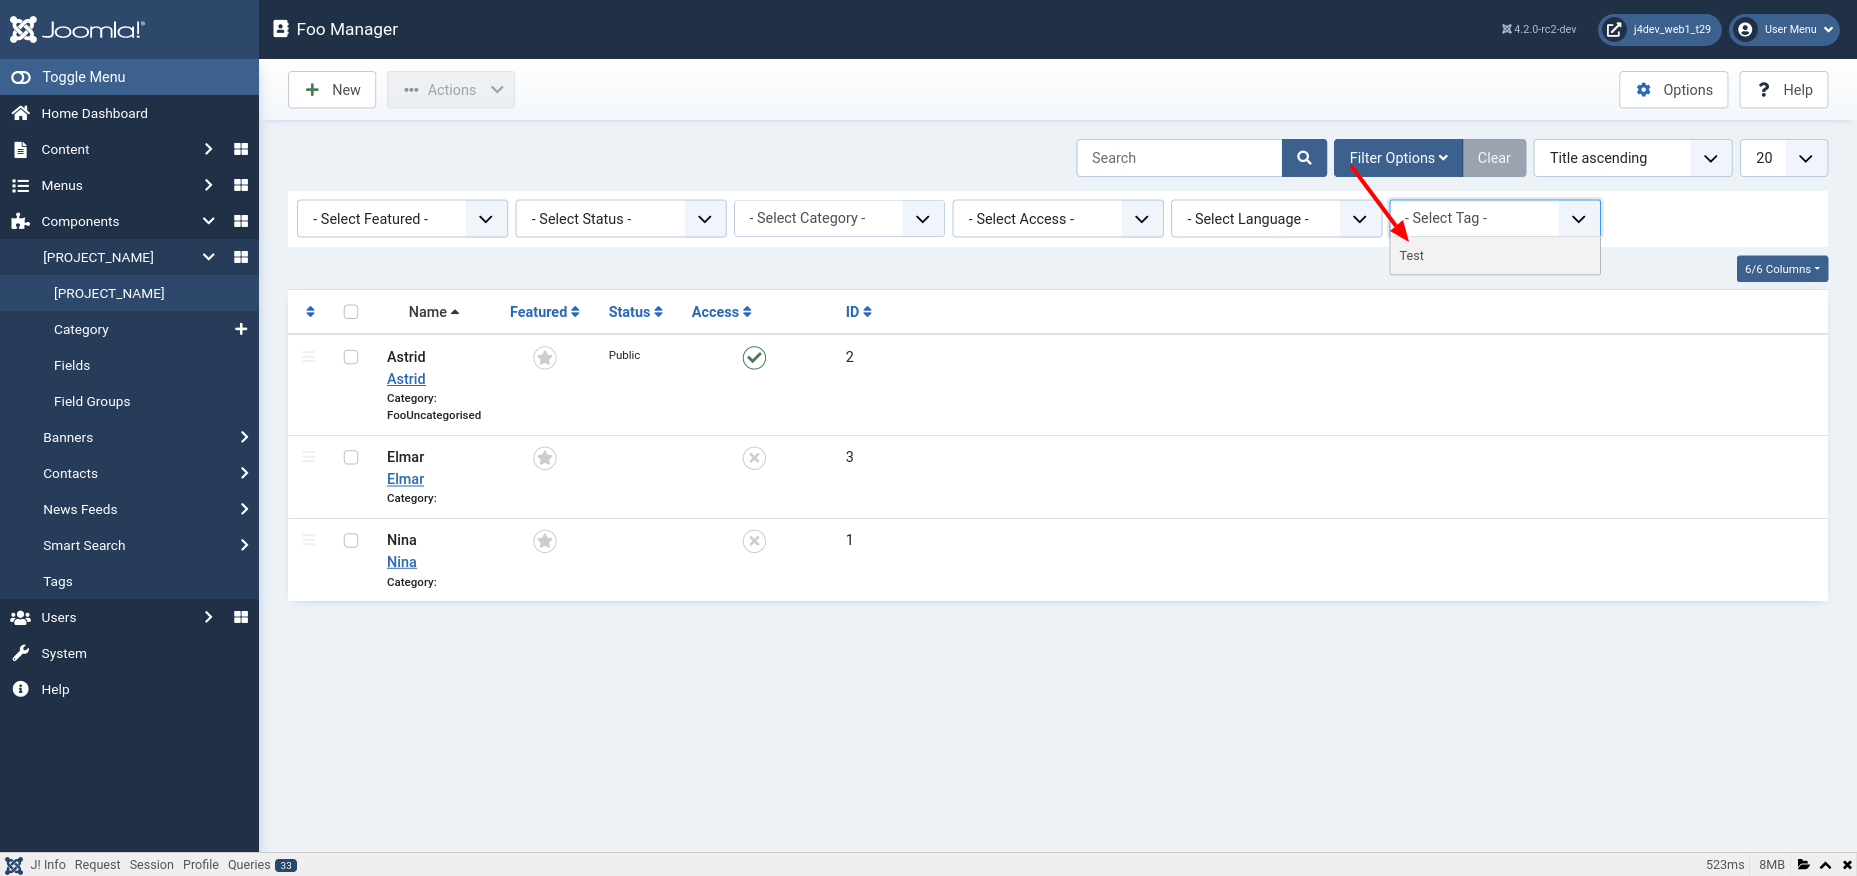 Joomla!
Foo Manager
4.2.0-rc2-dev
j4dev_web1_t29
User Menu
Toggle Menu
Home Dashboard
Content
Menus
Components
[PROJECT_NAME]
[PROJECT_NAME]
Category
Fields
Field Groups
Banners
Contacts
News Feeds
Smart Search
Tags
Users
System
Help
New
Actions
Options
? Help
Search
Filter Options
Clear
Title ascending
20
- Select Featured -
- Select Status -
- Select Category -
- Select Access -
- Select Language -
- Select Tag -
Test
6/6 Columns
Name Featured Status Access ID
Astrid Public 2
Astrid
Category:
FooUncategorised
Elmar 3
Elmar
Category:
Nina 1
Nina
Category:
J! Info Request Session Profile Queries 33
523ms 8MB